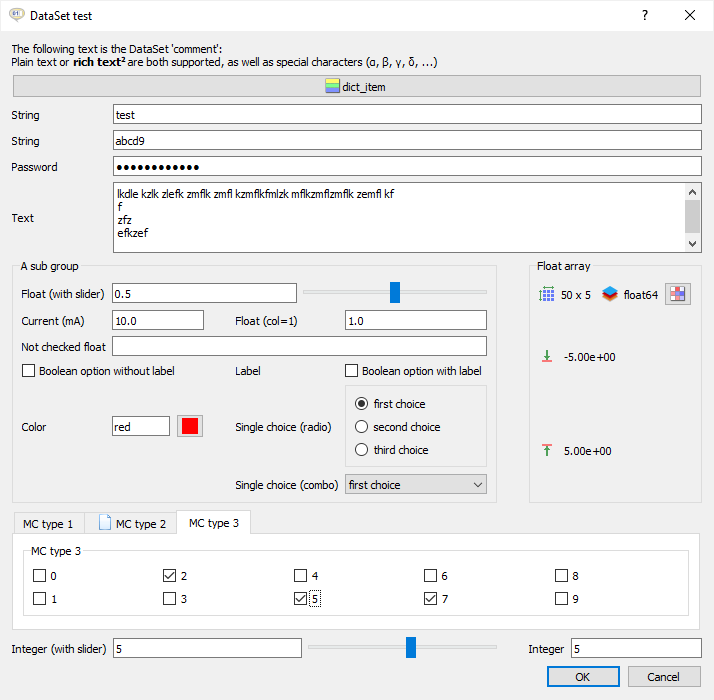 DataSet test
The following text is the DataSet 'comment':
Plain text or rich text² are both supported, as well as special characters (α, β, γ, δ, ...)
dict_item
String test
String abcd9
Password ●●●●●●●●●●●●
Text
lkdle kzlk zlefk zmflk zmfl kzmflkfmlzk mflkzmflzmflk zemfl kf
f
zfz
efkzef
A sub group
Float (with slider) 0.5
Current (mA) 10.0 Float (col=1) 1.0
Not checked float
Boolean option without label Label Boolean option with label
Color red Single choice (radio)
first choice
second choice
third choice
Single choice (combo) first choice
Float array
50 x 5 float64
-5.00e+00
5.00e+00
MC type 1 MC type 2 MC type 3
MC type 3
0 2 4 6 8
1 3 5 7 9
Integer (with slider) 5 Integer 5
OK Cancel